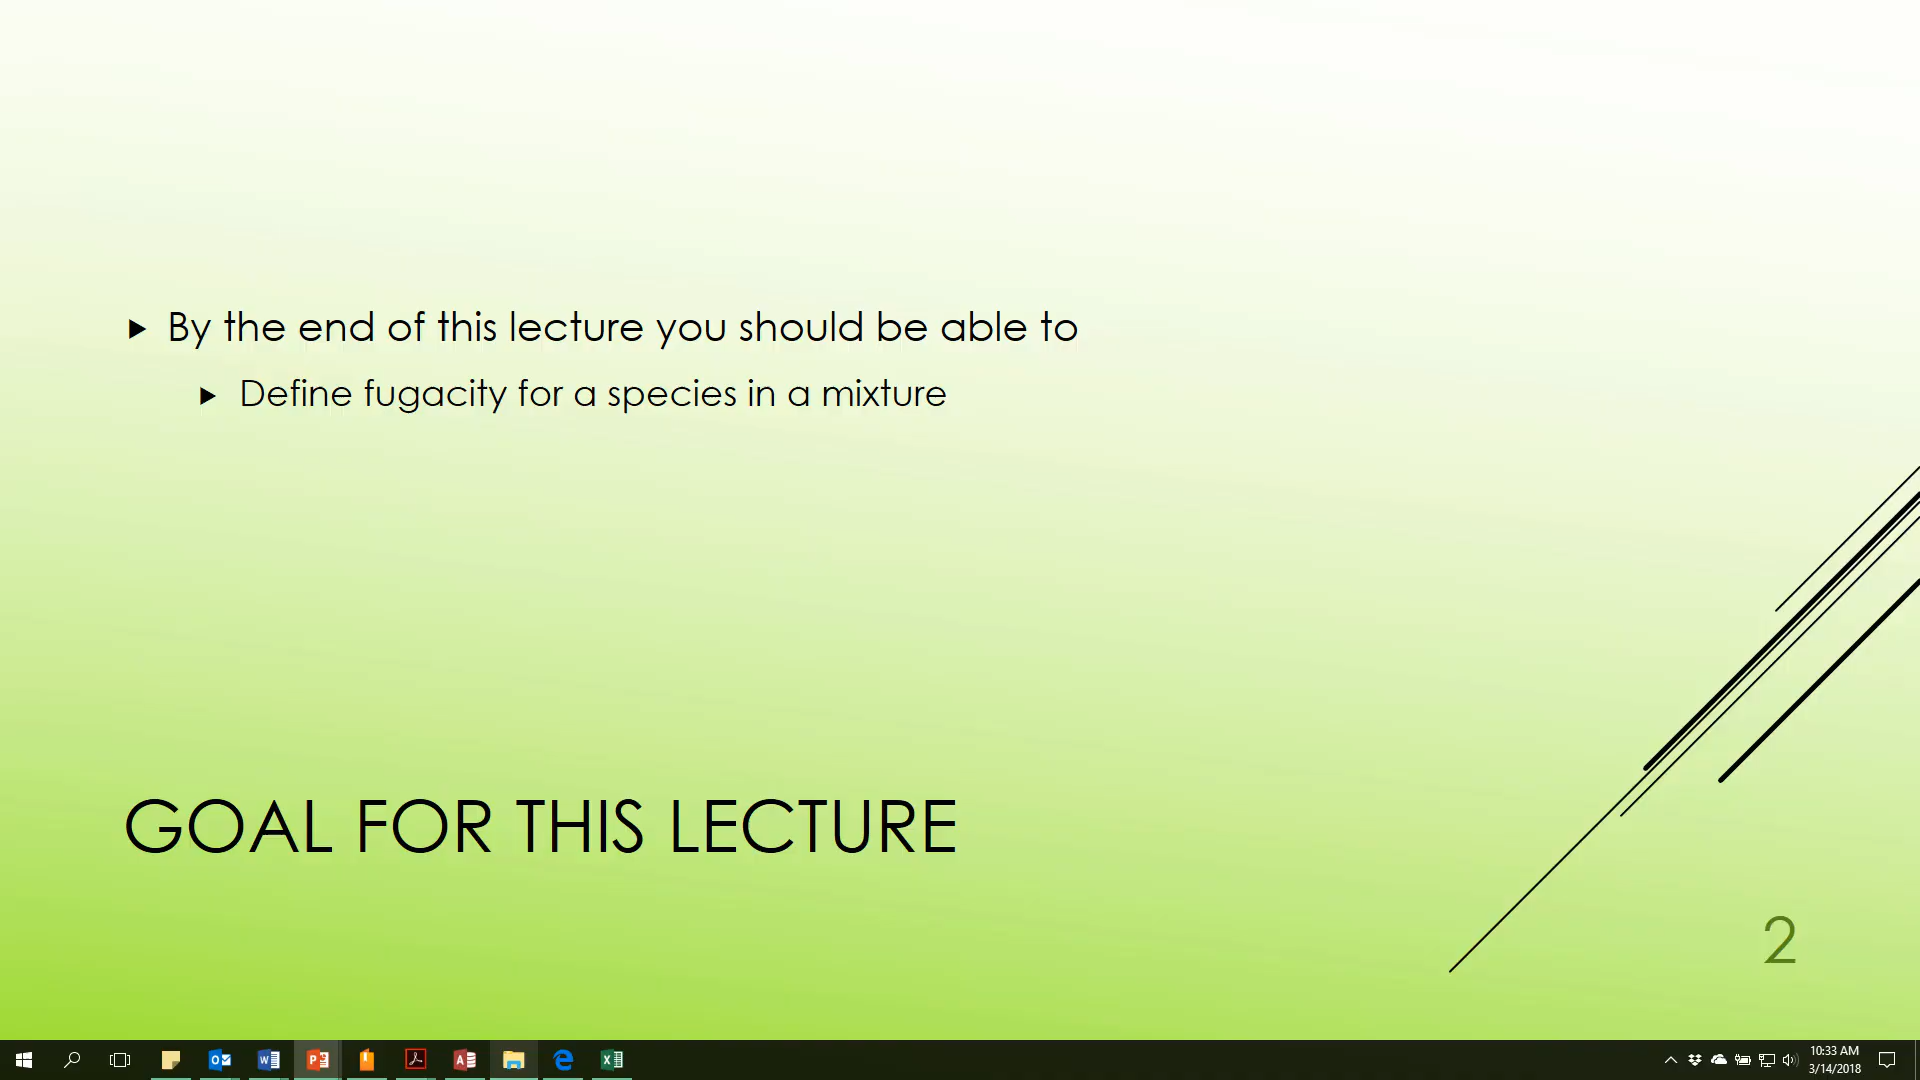 By the end of this lecture you should be able to
Define fugacity for a species in a mixture
GOAL FOR THIS LECTURE
2
10:33 AM
3/14/2018